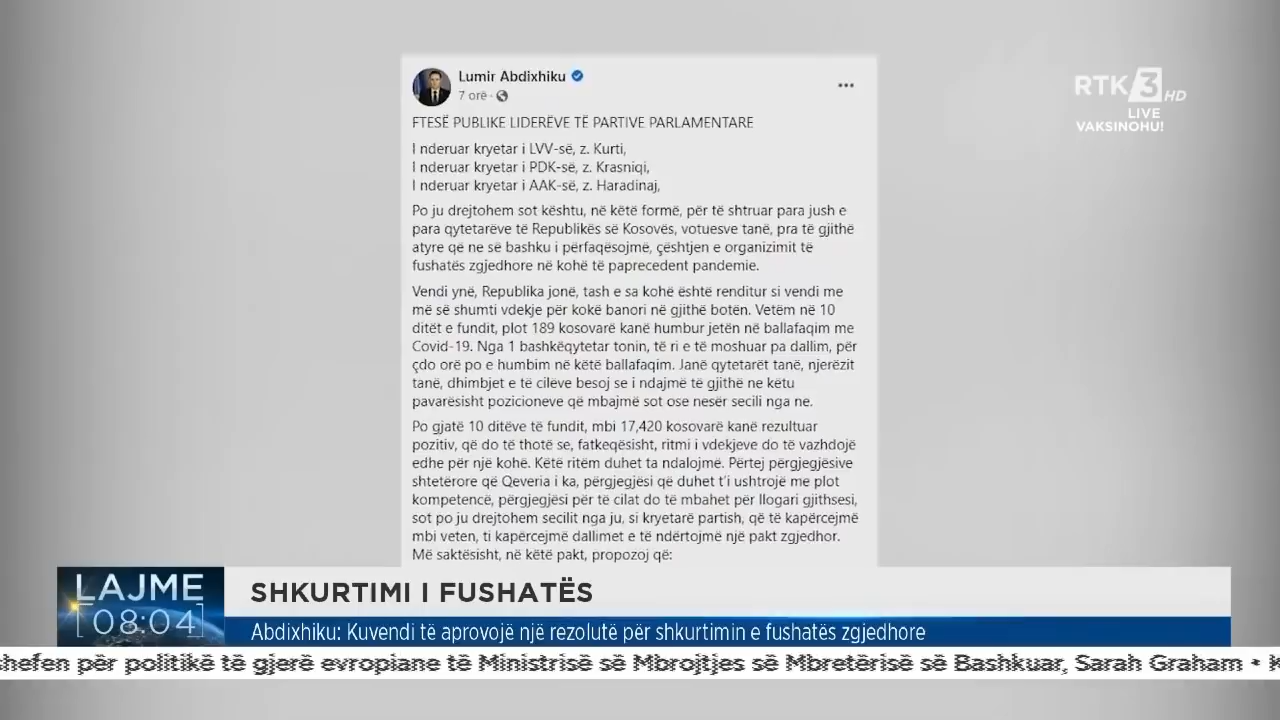 Lumir Abdixhiku
7 orë ·
FTESË PUBLIKE LIDERËVE TË PARTIVE PARLAMENTARE
I nderuar kryetar i LVV-së, z. Kurti,
I nderuar kryetar i PDK-së, z. Krasniqi,
I nderuar kryetar i AAK-së, z. Haradinaj,
Po ju drejtohem sot kështu, në këtë formë, për të shtruar para jush e
para qytetarëve të Republikës së Kosovës, votuesve tanë, pra të gjithë
atyre që ne së bashku i përfaqësojmë, çështjen e organizimit të
fushatës zgjedhore në kohë të paprecedent pandemie.
Vendi ynë, Republika jonë, tash e sa kohë është renditur si vendi me
më së shumti vdekje për kokë banori në gjithë botën. Vetëm në 10
ditët e fundit, plot 189 kosovarë kanë humbur jetën në ballafaqim me
Covid-19. Nga 1 bashkëqytetar tonin, të ri e të moshuar pa dallim, për
çdo orë po e humbim në këtë ballafaqim. Janë qytetarët tanë, njerëzit
tanë, dhimbjet e të cilëve besoj se i ndajmë të gjithë ne këtu
pavarësisht pozicioneve që mbajmë sot ose nesër secili nga ne.
Po gjatë 10 ditëve të fundit, mbi 17,420 kosovarë kanë rezultuar
pozitiv, që do të thotë se, fatkeqësisht, ritmi i vdekjeve do të vazhdojë
edhe për një kohë. Këtë ritëm duhet ta ndalojmë. Përtej përgjegjësive
shtetërore që Qeveria i ka, përgjegjësi që duhet t'i ushtrojë me plot
kompetencë, përgjegjësi për të cilat do të mbahet për llogari gjithsesi,
sot po ju drejtohem secilit nga ju, si kryetarë partish, që të kapërcejmë
mbi veten, ti kapërcejmë dallimet e të ndërtojmë një pakt zgjedhor.
Më saktësisht, në këtë pakt, propozoj që:
RTK 3 HD
LIVE
VAKSINOHU!
LAJME
08:04
SHKURTIMI I FUSHATËS
Abdixhiku: Kuvendi të aprovojë një rezolutë për shkurtimin e fushatës zgjedhore
shefen për politikë të gjerë evropiane të Ministrisë së Mbrojtjes së Mbretërisë së Bashkuar, Sarah Graham • K